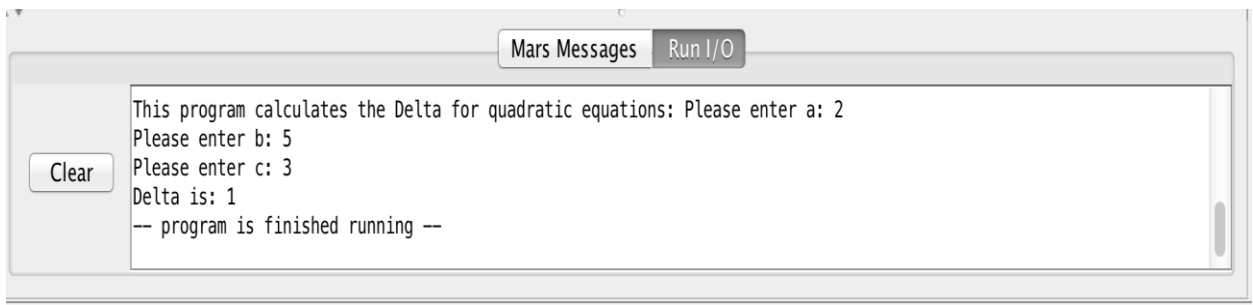 Mars Messages Run I/O
This program calculates the Delta for quadratic equations: Please enter a: 2
Please enter b: 5
Clear
Please enter c: 3
Delta is: 1
-- program is finished running --